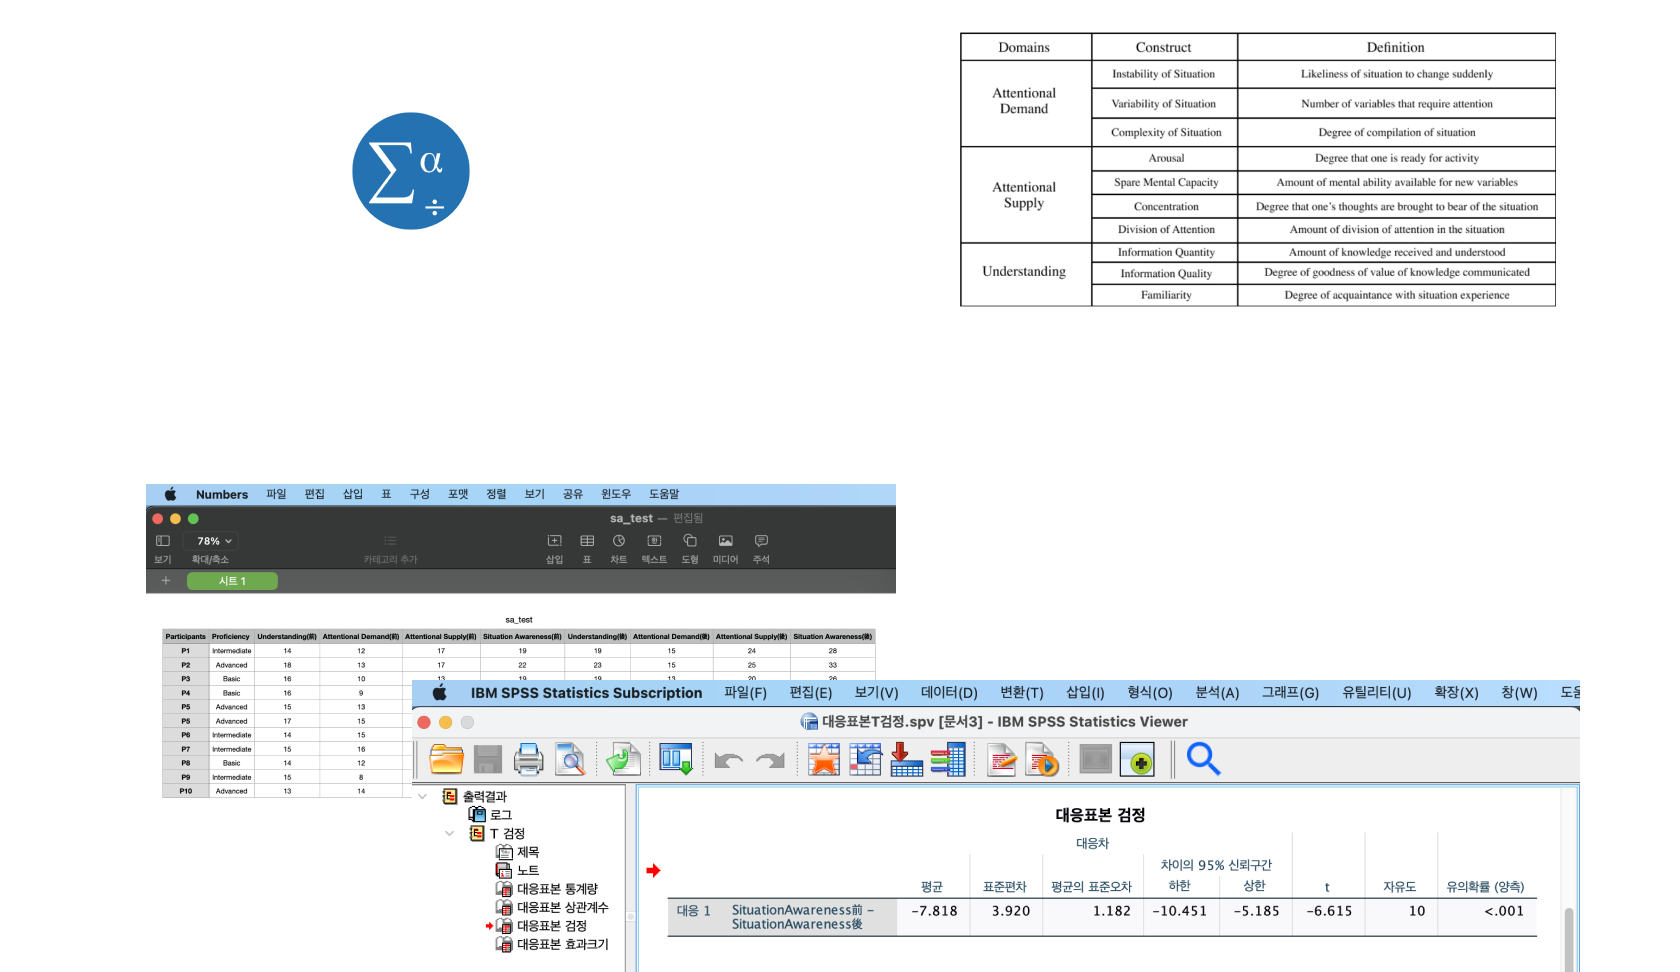 Σα÷
Domains Construct Definition
Attentional Demand Instability of Situation Likeliness of situation to change suddenly
Variability of Situation Number of variables that require attention
Complexity of Situation Degree of compilation of situation
Attentional Supply Arousal Degree that one is ready for activity
Spare Mental Capacity Amount of mental ability available for new variables
Concentration Degree that one's thoughts are brought to bear of the situation
Division of Attention Amount of division of attention in the situation
Understanding Information Quantity Amount of knowledge received and understood
Information Quality Degree of goodness of value of knowledge communicated
Familiarity Degree of acquaintance with situation experience
Numbers 파일 편집 삽입 표 구성 포맷 정렬 보기 공유 윈도우 도움말
sa_test — 편집됨
78%
보기 확대/축소 카테고리 추가 삽입 표 차트 텍스트 도형 미디어 주석
+ 시트 1
sa_test
Participants Proficiency Understanding(前) Attentional Demand(前) Attentional Supply(前) Situation Awareness(前) Understanding(後) Attentional Demand(後) Attentional Supply(後) Situation Awareness(後)
P1 Intermediate 14 12 17 19 19 15 24 28
P2 Advanced 18 13 17 22 23 15 25 33
P3 Basic 16 10 13 19 19 13 20 26
P4 Basic 16 9
P5 Advanced 15 13
P5 Advanced 17 15
P6 Intermediate 14 15
P7 Intermediate 15 16
P8 Basic 14 12
P9 Intermediate 15 8
P10 Advanced 13 14
IBM SPSS Statistics Subscription 파일(F) 편집(E) 보기(V) 데이터(D) 변환(T) 삽입(I) 형식(O) 분석(A) 그래프(G) 유틸리티(U) 확장(X) 창(W) 도움
대응표본T검정.spv [문서3] - IBM SPSS Statistics Viewer
출력결과
로그
T 검정
제목
노트
대응표본 통계량
대응표본 상관계수
대응표본 검정
대응표본 효과크기
대응표본 검정
대응차
차이의 95% 신뢰구간
평균 표준편차 평균의 표준오차 하한 상한 t 자유도 유의확률 (양측)
대응 1 SituationAwareness前 – SituationAwareness後 -7.818 3.920 1.182 -10.451 -5.185 -6.615 10 <.001